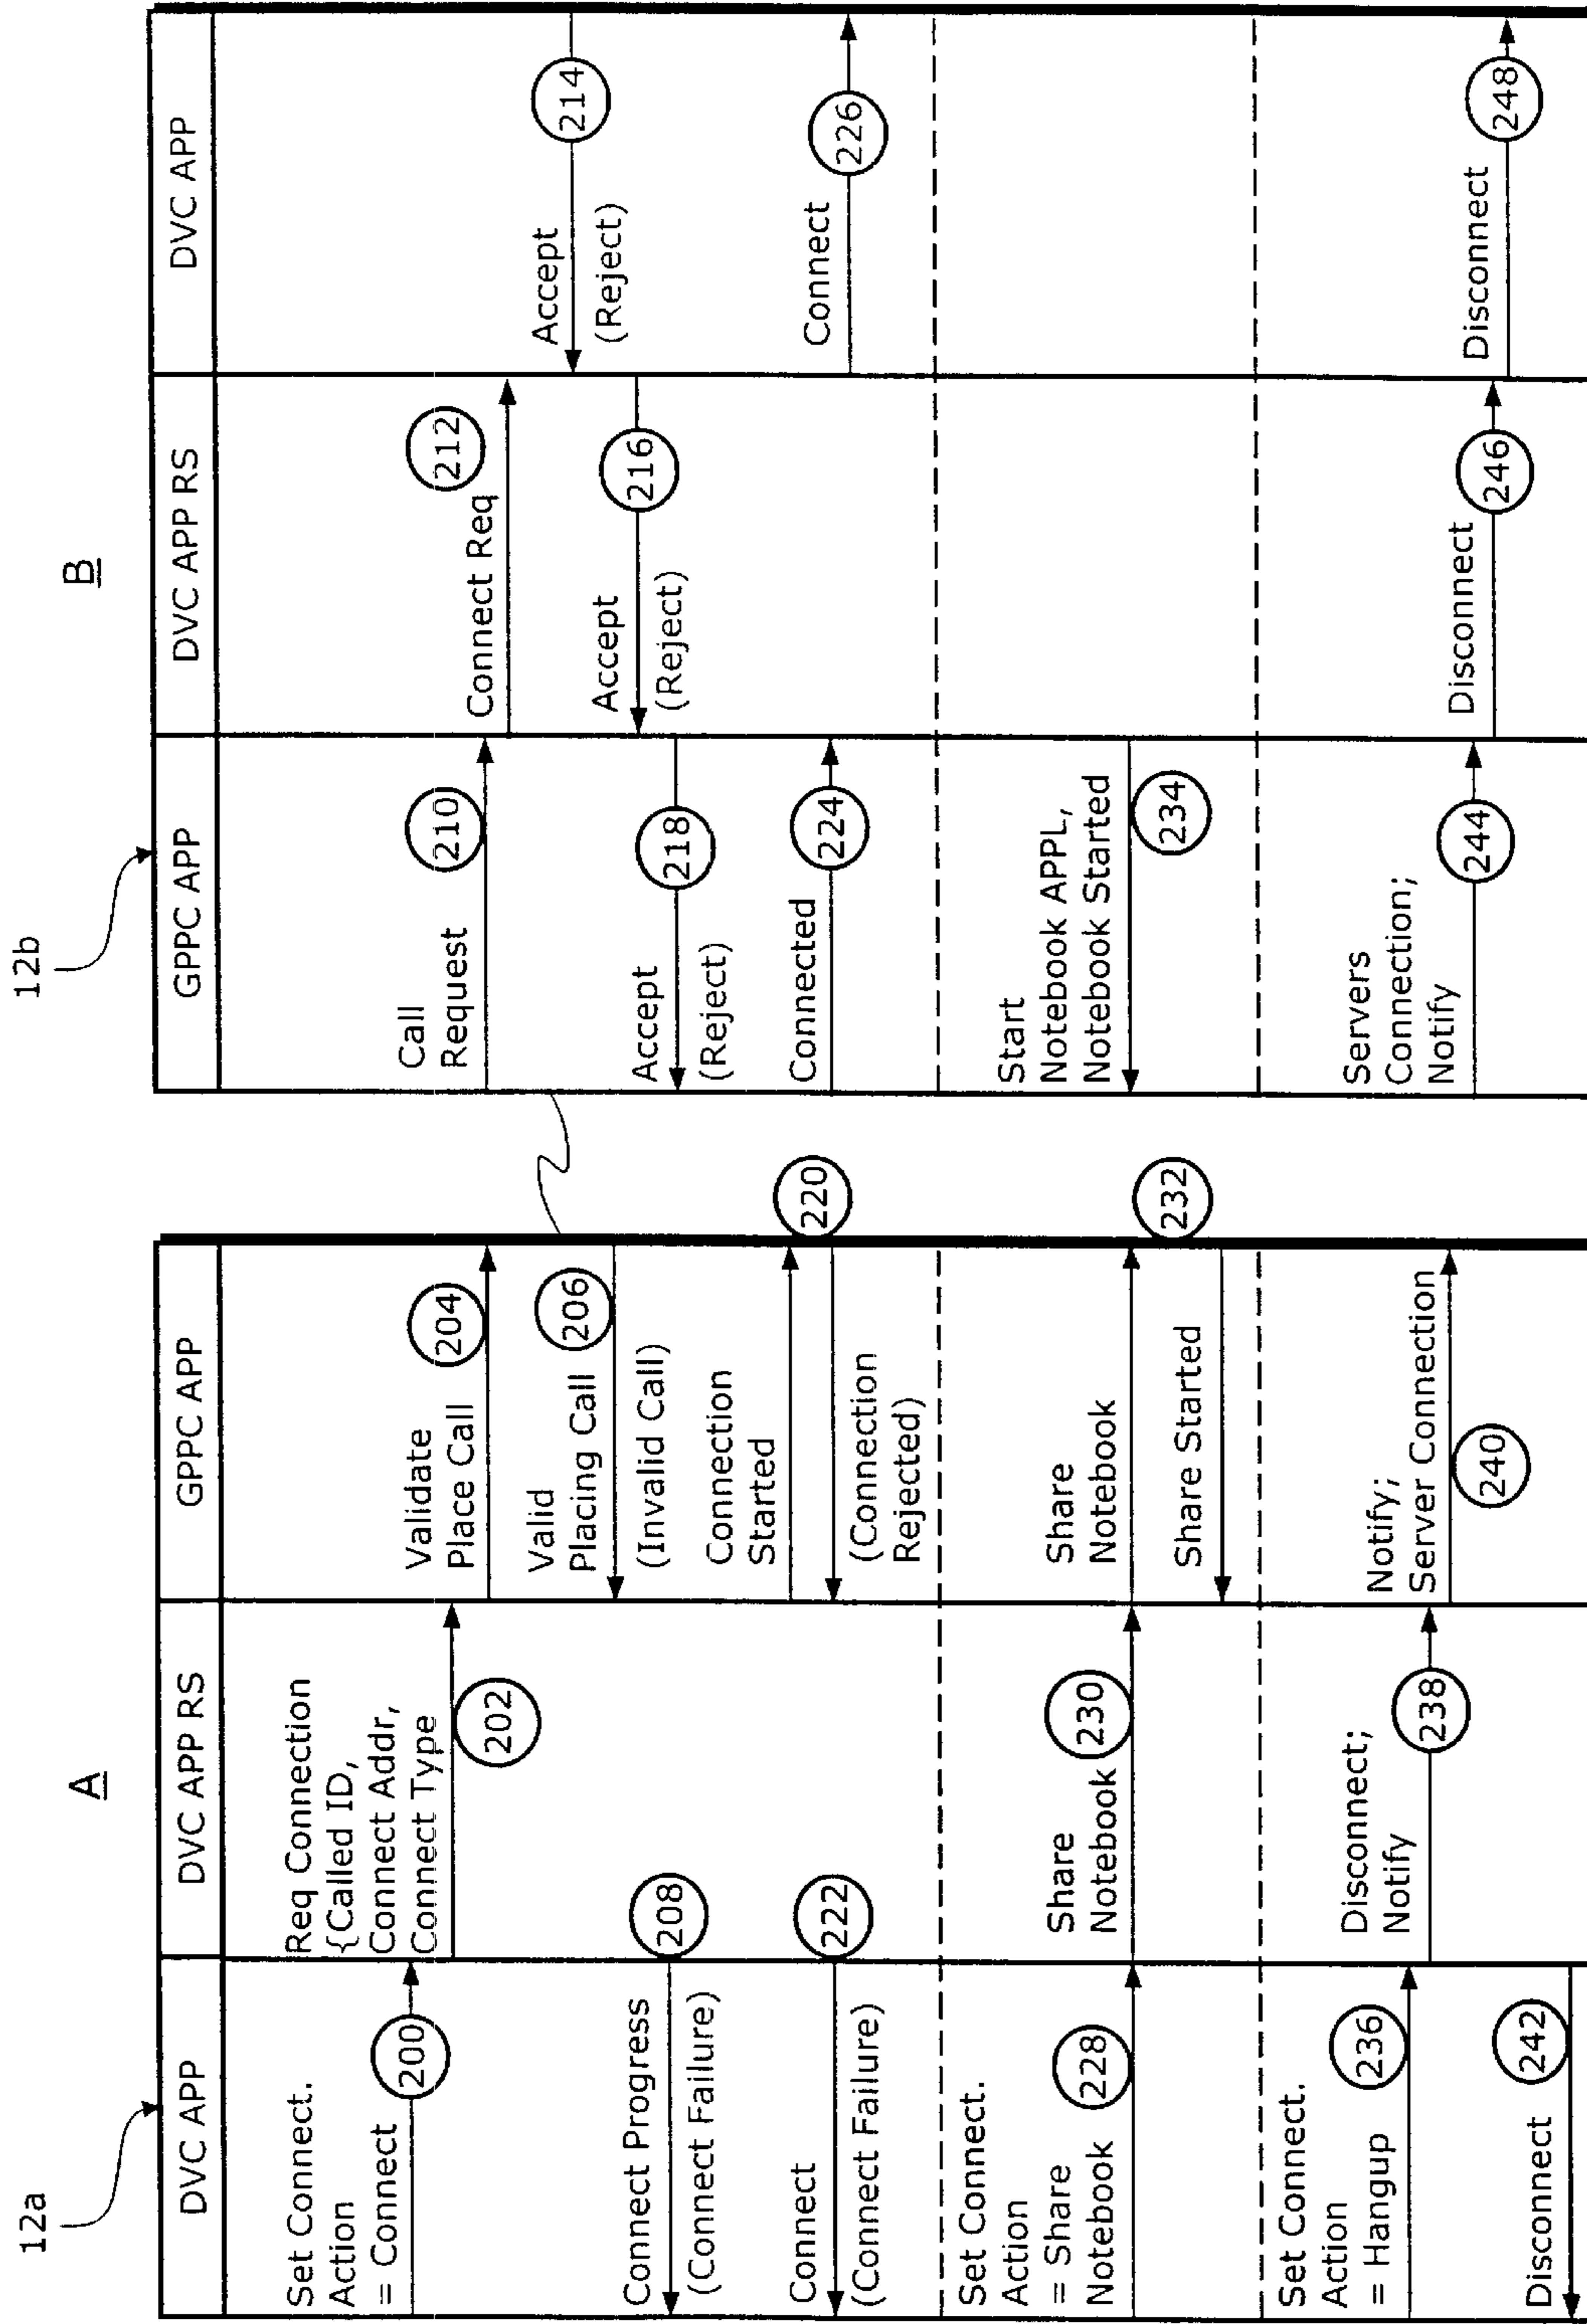 A
12a
DVC APP
DVC APP RS
GPPC APP
Set Connect.
Action
= Connect
200
Req Connection
{Called ID,
Connect Addr,
Connect Type
202
Validate
Place Call
204
Valid
Placing Call
(Invalid Call)
206
Connect Progress
(Connect Failure)
208
Connection
Started
220
(Connection
Rejected)
Connect
(Connect Failure)
222
Set Connect.
Action
= Share
Notebook
228
Share
Notebook
230
Share
Notebook
232
Share Started
Set Connect.
Action
= Hangup
236
Disconnect;
Notify
238
Notify;
Server Connection
240
Disconnect
242
B
12b
GPPC APP
DVC APP RS
DVC APP
Call
Request
210
Connect Req
212
Accept
(Reject)
214
Accept
(Reject)
216
Accept
(Reject)
218
Connected
224
Connect
226
Start
Notebook APPL,
Notebook Started
234
Servers
Connection;
Notify
244
Disconnect
246
Disconnect
248